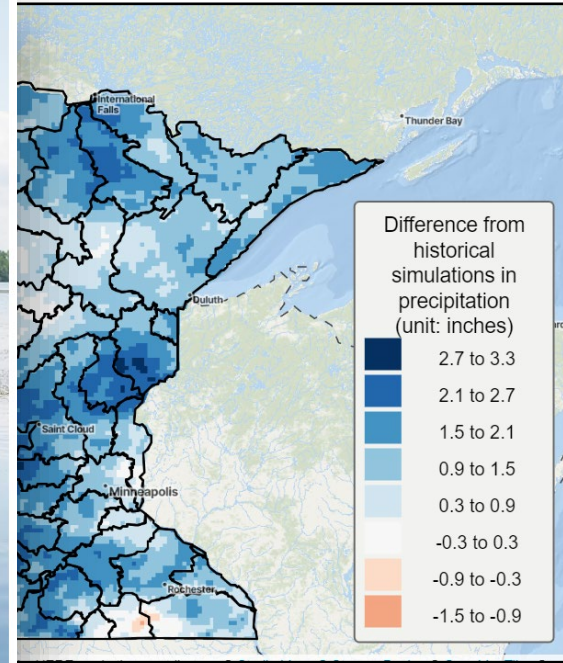 International
Falls
Thunder Bay
Difference from
historical
simulations in
precipitation
(unit: inches)
Duluth
2.7 to 3.3
2.1 to 2.7
1.5 to 2.1
Saint Cloud
0.9 to 1.5
0.3 to 0.9
Minneapolis
-0.3 to 0.3
-0.9 to -0.3
Rochester
-1.5 to -0.9